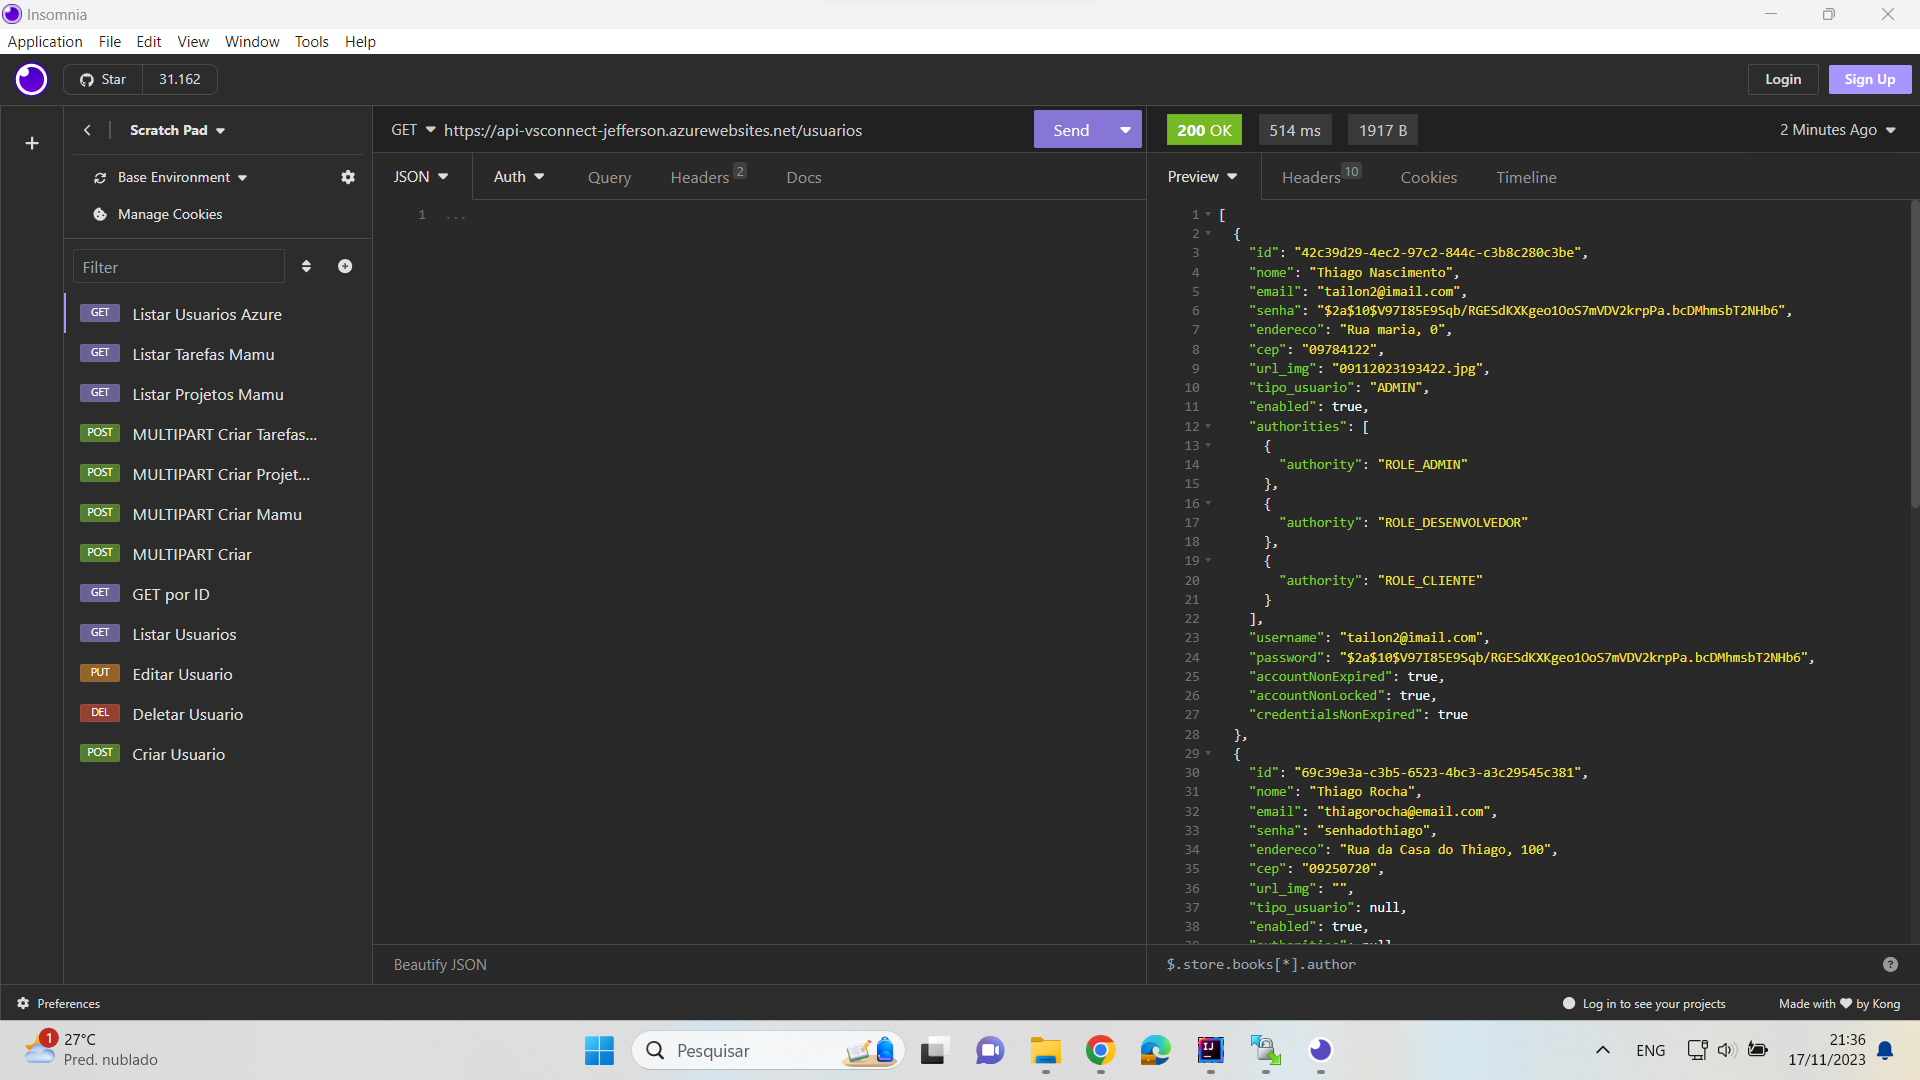 Insomnia
Application File Edit View Window Tools Help
Star 31.162
Login
Sign Up
Scratch Pad
Base Environment
Manage Cookies
Filter
GET Listar Usuarios Azure
GET Listar Tarefas Mamu
GET Listar Projetos Mamu
POST MULTIPART Criar Tarefas...
POST MULTIPART Criar Projet...
POST MULTIPART Criar Mamu
POST MULTIPART Criar
GET GET por ID
GET Listar Usuarios
PUT Editar Usuario
DEL Deletar Usuario
POST Criar Usuario
GET https://api-vsconnect-jefferson.azurewebsites.net/usuarios
Send
JSON Auth Query Headers 2 Docs
1 ...
Beautify JSON
200 OK 514 ms 1917 B 2 Minutes Ago
Preview Headers 10 Cookies Timeline
1 [
2 {
3 "id": "42c39d29-4ec2-97c2-844c-c3b8c280c3be",
4 "nome": "Thiago Nascimento",
5 "email": "tailon2@imail.com",
6 "senha": "$2a$10$V97I85E9Sqb/RGESdKXKgeo1OoS7mVDV2krpPa.bcDMhmsbT2NHb6",
7 "endereco": "Rua maria, 0",
8 "cep": "09784122",
9 "url_img": "09112023193422.jpg",
10 "tipo_usuario": "ADMIN",
11 "enabled": true,
12 "authorities": [
13 {
14 "authority": "ROLE_ADMIN"
15 },
16 {
17 "authority": "ROLE_DESENVOLVEDOR"
18 },
19 {
20 "authority": "ROLE_CLIENTE"
21 }
22 ],
23 "username": "tailon2@imail.com",
24 "password": "$2a$10$V97I85E9Sqb/RGESdKXKgeo1OoS7mVDV2krpPa.bcDMhmsbT2NHb6",
25 "accountNonExpired": true,
26 "accountNonLocked": true,
27 "credentialsNonExpired": true
28 },
29 {
30 "id": "69c39e3a-c3b5-6523-4bc3-a3c29545c381",
31 "nome": "Thiago Rocha",
32 "email": "thiagorocha@email.com",
33 "senha": "senhadothiago",
34 "endereco": "Rua da Casa do Thiago, 100",
35 "cep": "09250720",
36 "url_img": "",
37 "tipo_usuario": null,
38 "enabled": true,
$.store.books[*].author
Preferences
Log in to see your projects
Made with ❤ by Kong
1
27°C
Pred. nublado
Pesquisar
ENG
21:36
17/11/2023